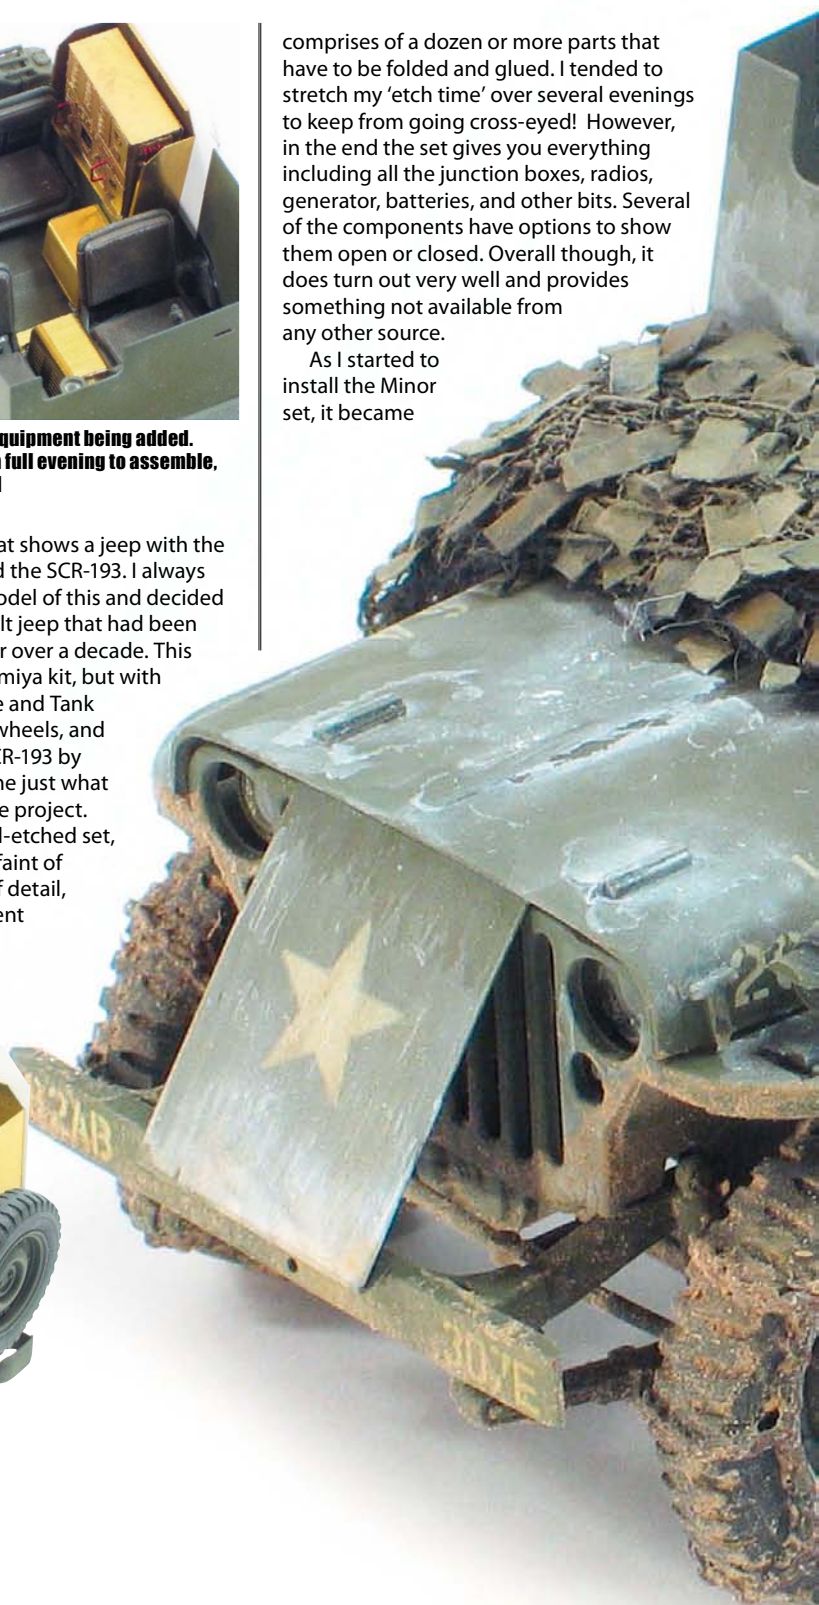 quipment being added.
full evening to assemble,
at shows a jeep with the
d the SCR-193. I always
odel of this and decided
lt jeep that had been
r over a decade. This
miya kit, but with
e and Tank
wheels, and
CR-193 by
ne just what
e project.
l-etched set,
faint of
f detail,
ent
comprises of a dozen or more parts that
have to be folded and glued. I tended to
stretch my ‘etch time’ over several evenings
to keep from going cross-eyed! However,
in the end the set gives you everything
including all the junction boxes, radios,
generator, batteries, and other bits. Several
of the components have options to show
them open or closed. Overall though, it
does turn out very well and provides
something not available from
any other source.
As I started to
install the Minor
set, it became
82AB
307E